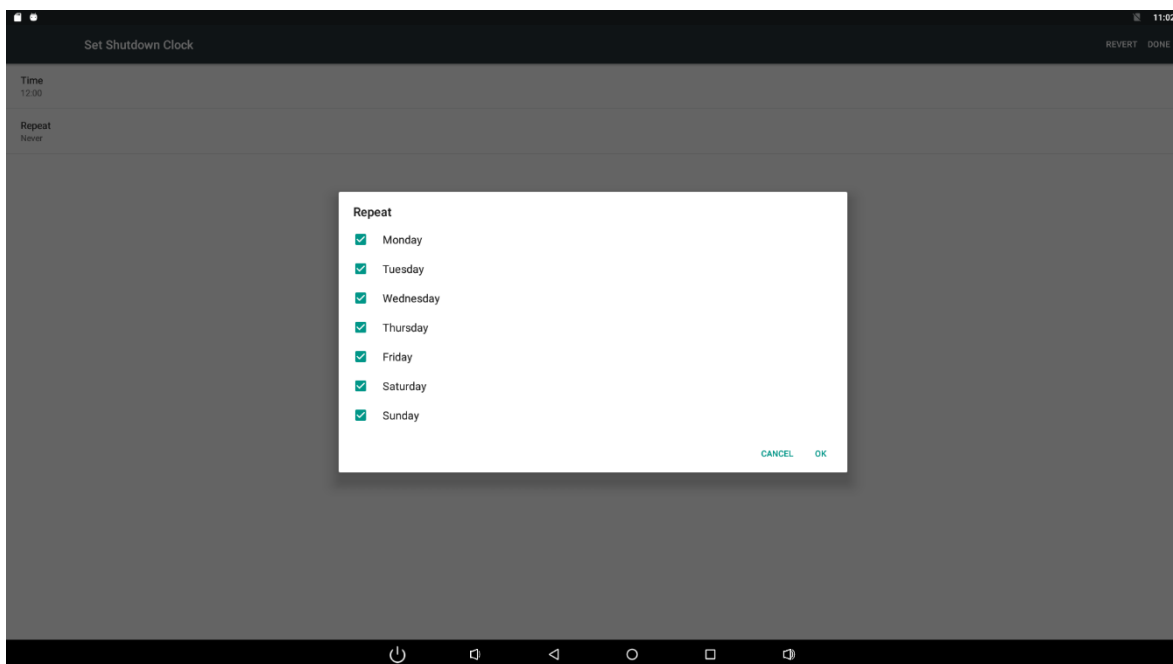 11:02
Set Shutdown Clock
REVERT DONE
Time
12:00
Repeat
Never
Repeat
Monday
Tuesday
Wednesday
Thursday
Friday
Saturday
Sunday
CANCEL OK